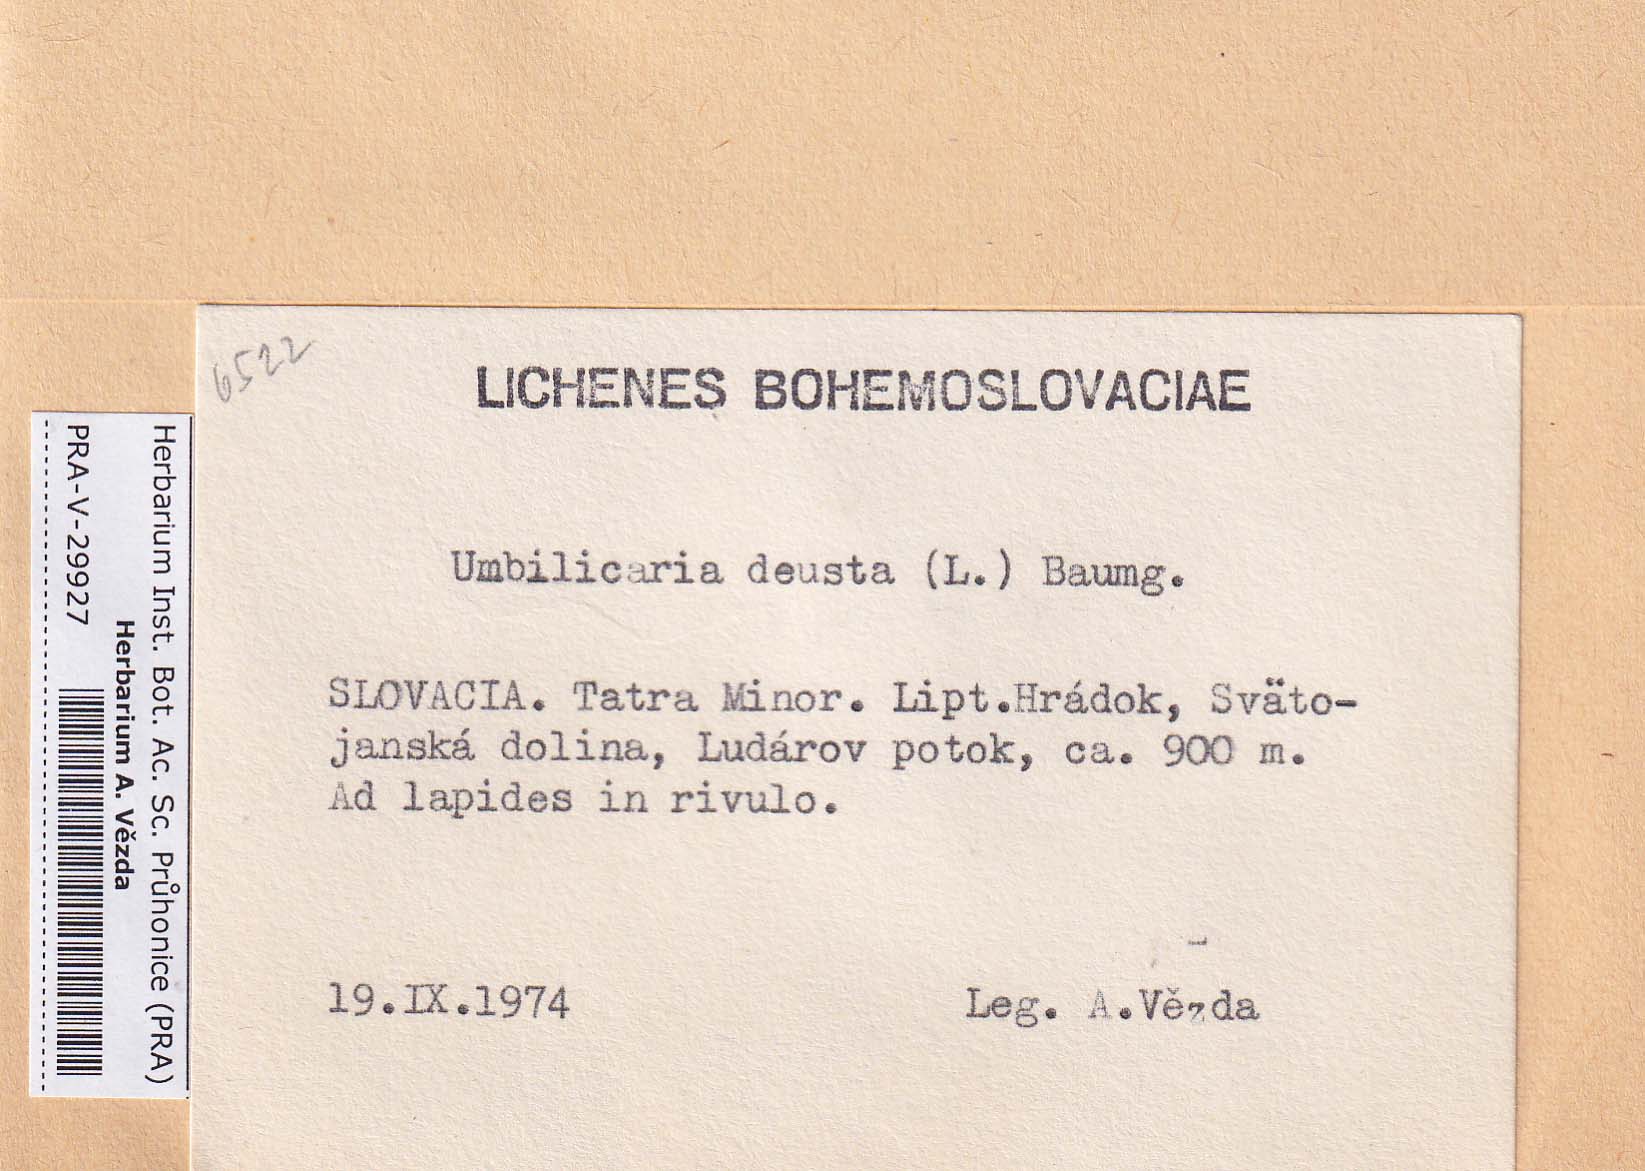 6522
LICHENES BOHEMOSLOVACIAE
Umbilicaria deusta (L.) Baumg.
SLOVACIA. Tatra Minor. Lipt.Hrádok, Sväto-
janská dolina, Ludárov potok, ca. 900 m.
Ad lapides in rivulo.
19.IX.1974 Leg. A.Vězda
Herbarium Inst. Bot. Ac. Sc. Průhonice (PRA)
Herbarium A. Vězda
PRA-V-29927